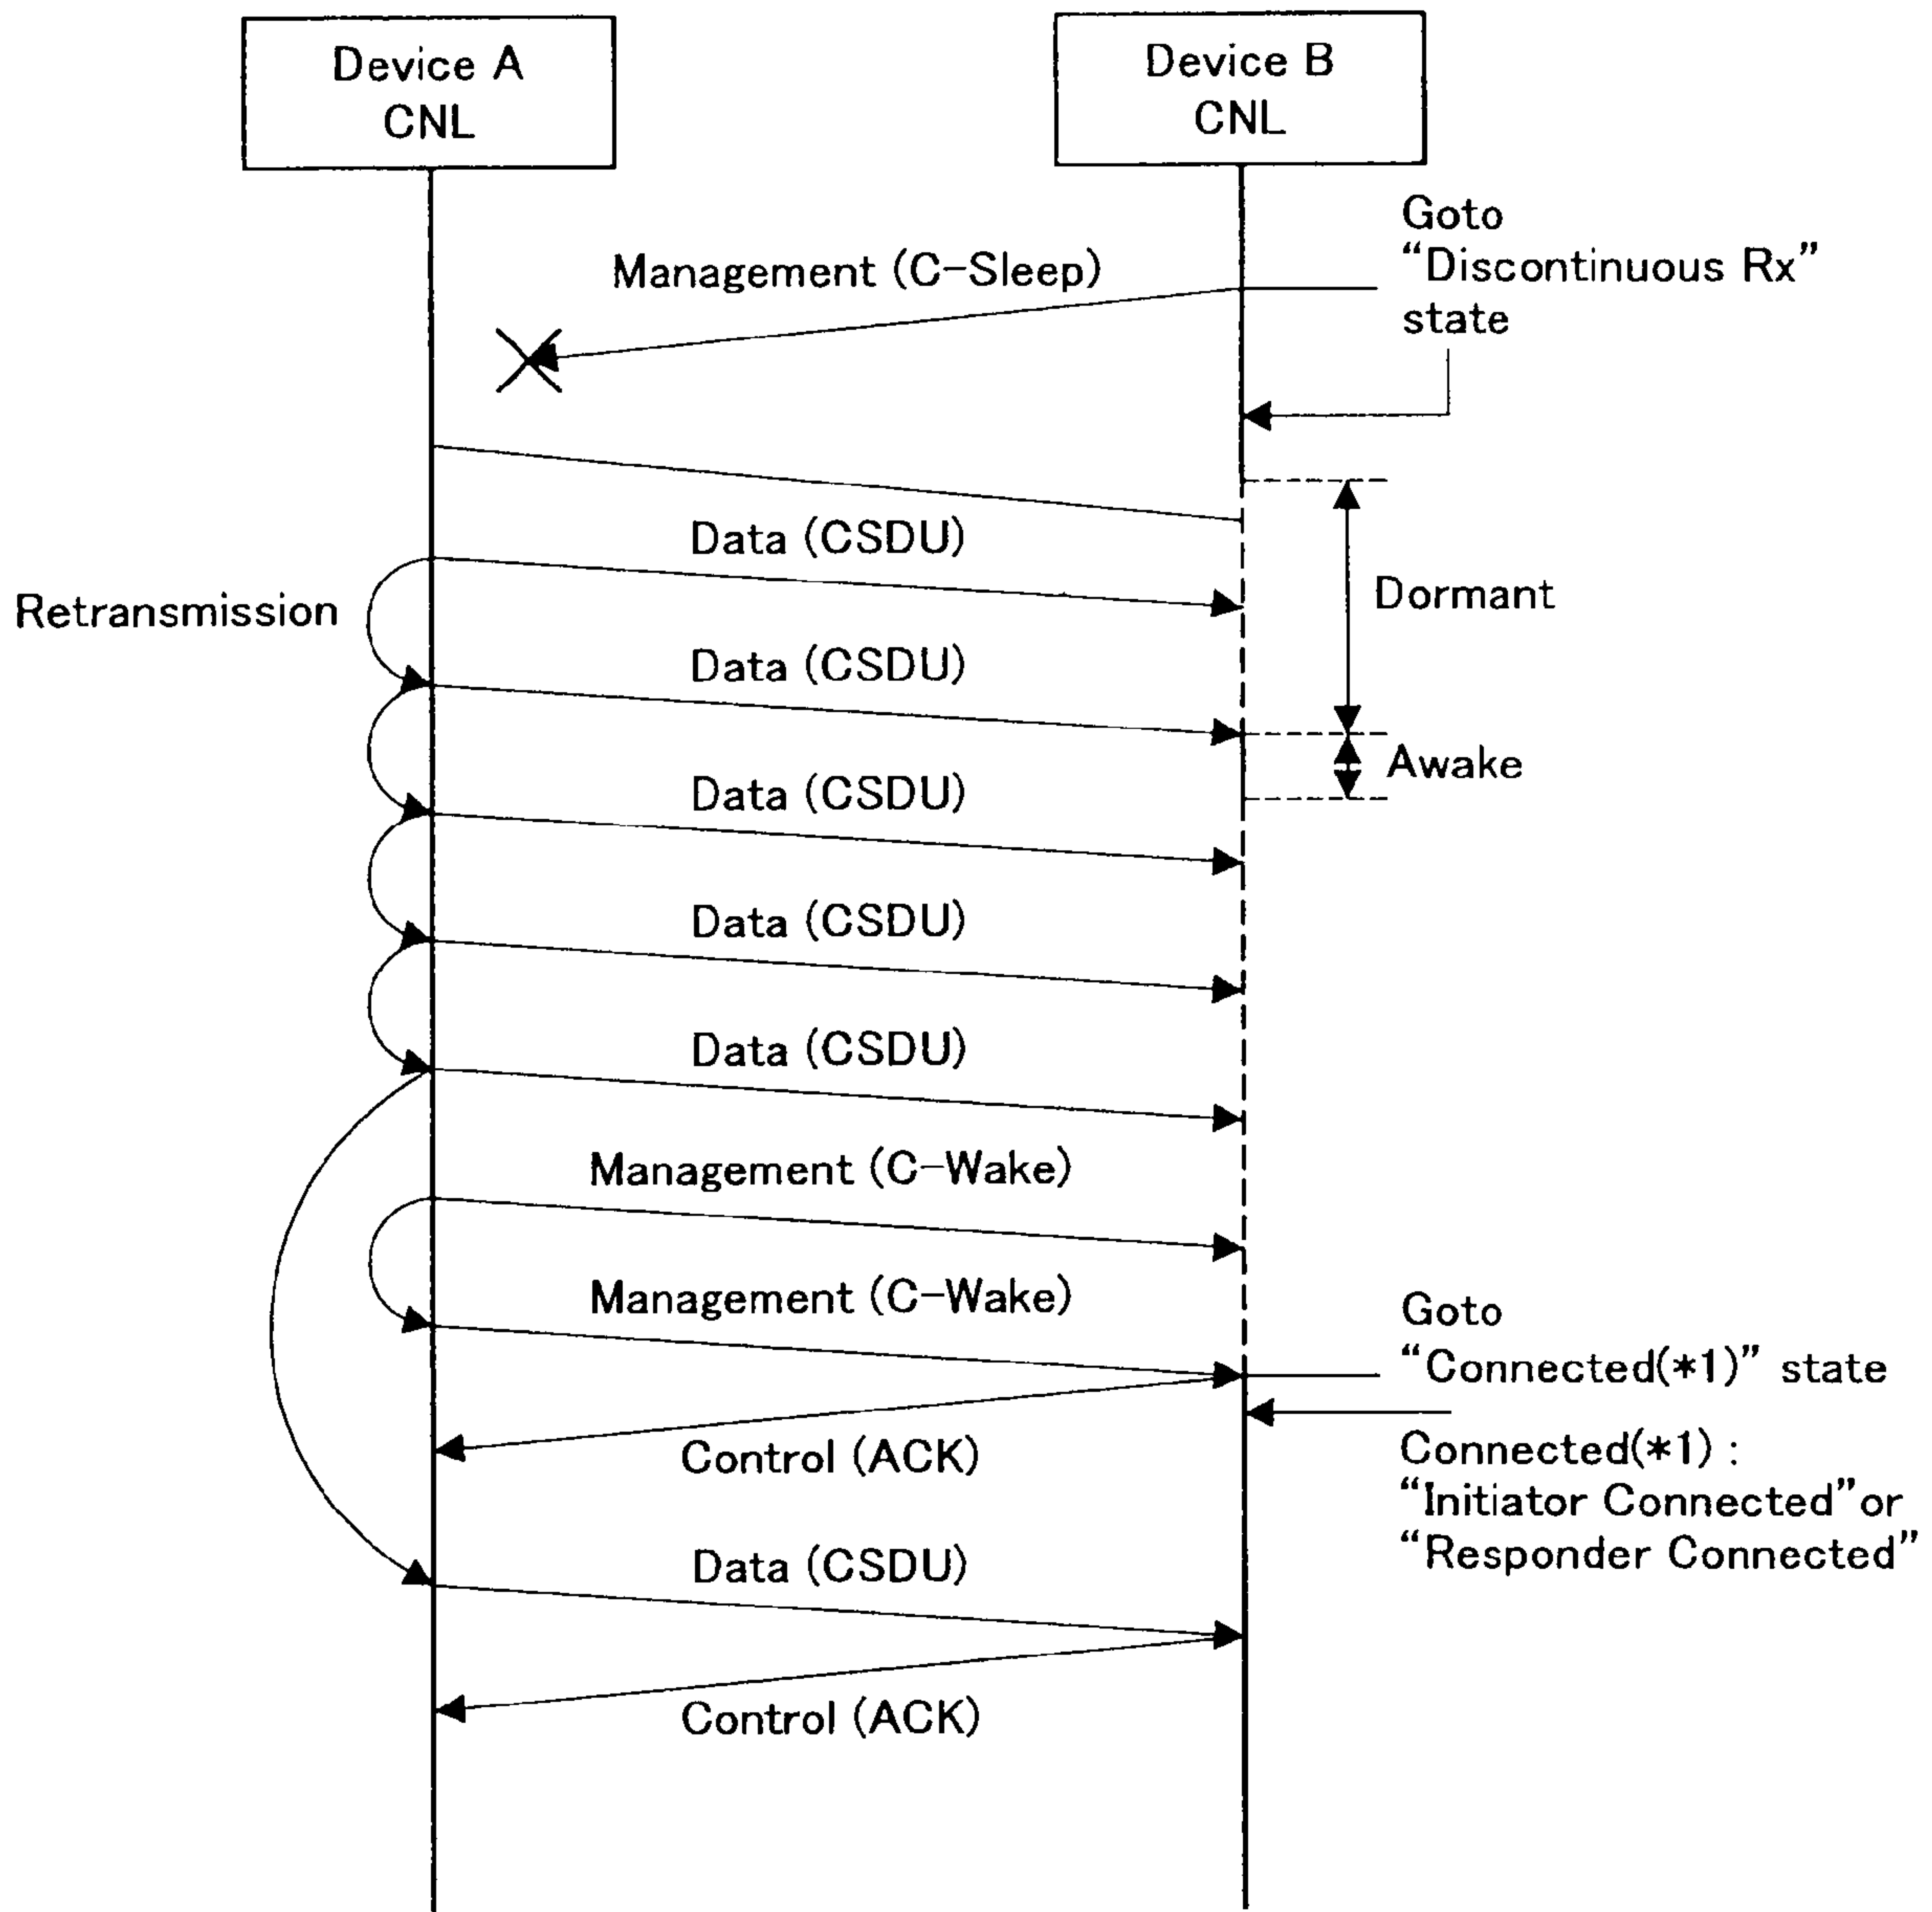 Device A
CNL
Device B
CNL
Goto
“Discontinuous Rx”
state
Management (C-Sleep)
Data (CSDU)
Dormant
Retransmission
Data (CSDU)
Awake
Data (CSDU)
Data (CSDU)
Data (CSDU)
Management (C-Wake)
Management (C-Wake)
Goto
“Connected(*1)” state
Control (ACK)
Connected(*1) :
“Initiator Connected”or
“Responder Connected”
Data (CSDU)
Control (ACK)